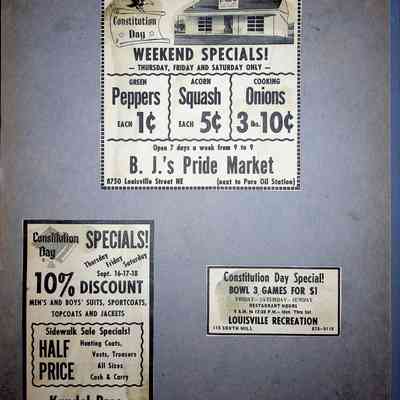 Constitution
Day
WEEKEND SPECIALS!
— THURSDAY, FRIDAY AND SATURDAY ONLY —
GREEN
Peppers
EACH 1¢
ACORN
Squash
EACH 5¢
COOKING
Onions
3 lbs. 10¢
Open 7 days a week from 9 to 9
B. J.'s Pride Market
8750 Louisville Street NE
(next to Pure Oil Station)
Constitution
Day
SPECIALS!
Thursday Friday Saturday
Sept. 16-17-18
10% DISCOUNT
MEN'S AND BOYS' SUITS, SPORTCOATS,
TOPCOATS AND JACKETS
Sidewalk Sale Specials!
HALF
PRICE
Hunting Coats,
Vests, Trousers
All Sizes
Cash & Carry
Constitution Day Special!
BOWL 3 GAMES FOR $1
FRIDAY—SATURDAY—SUNDAY
RESTAURANT HOURS
LOUISVILLE RECREATION